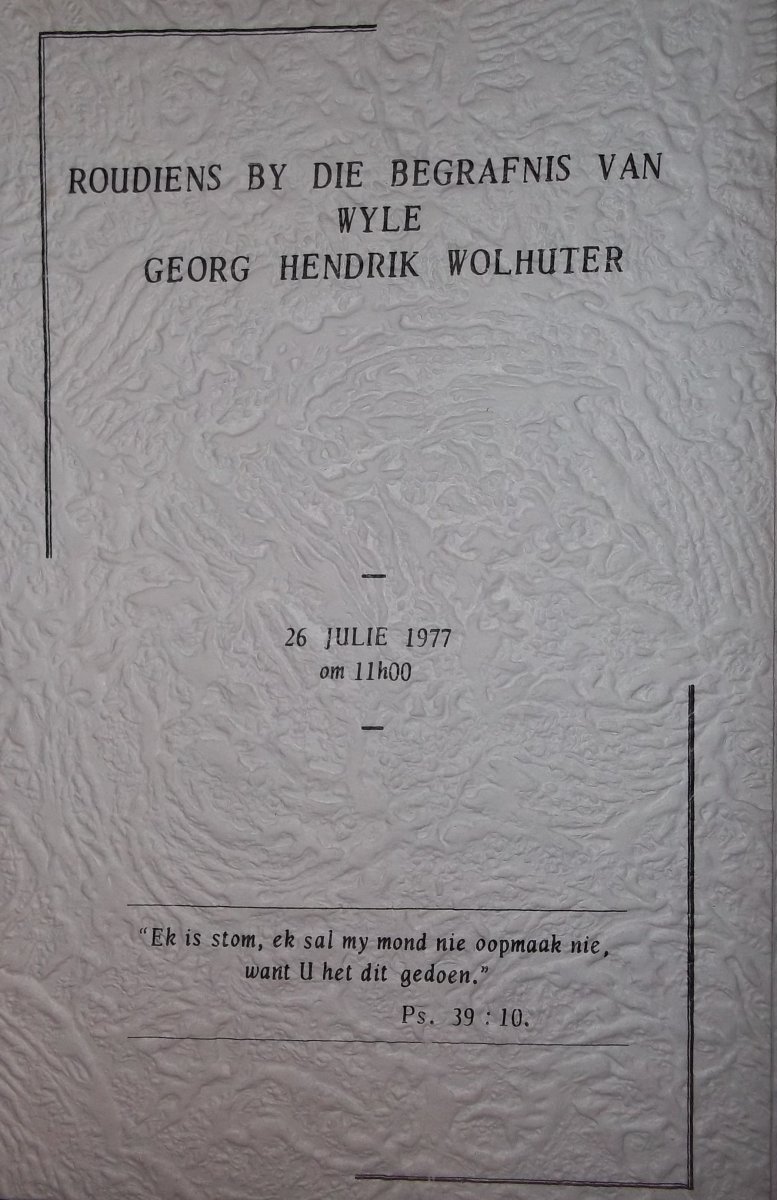 ROUDIENS BY DIE BEGRAFNIS VAN
WYLE
GEORG HENDRIK WOLHUTER
26 JULIE 1977
om 11h00
“Ek is stom, ek sal my mond nie oopmaak nie,
want U het dit gedoen.”
Ps. 39 : 10.